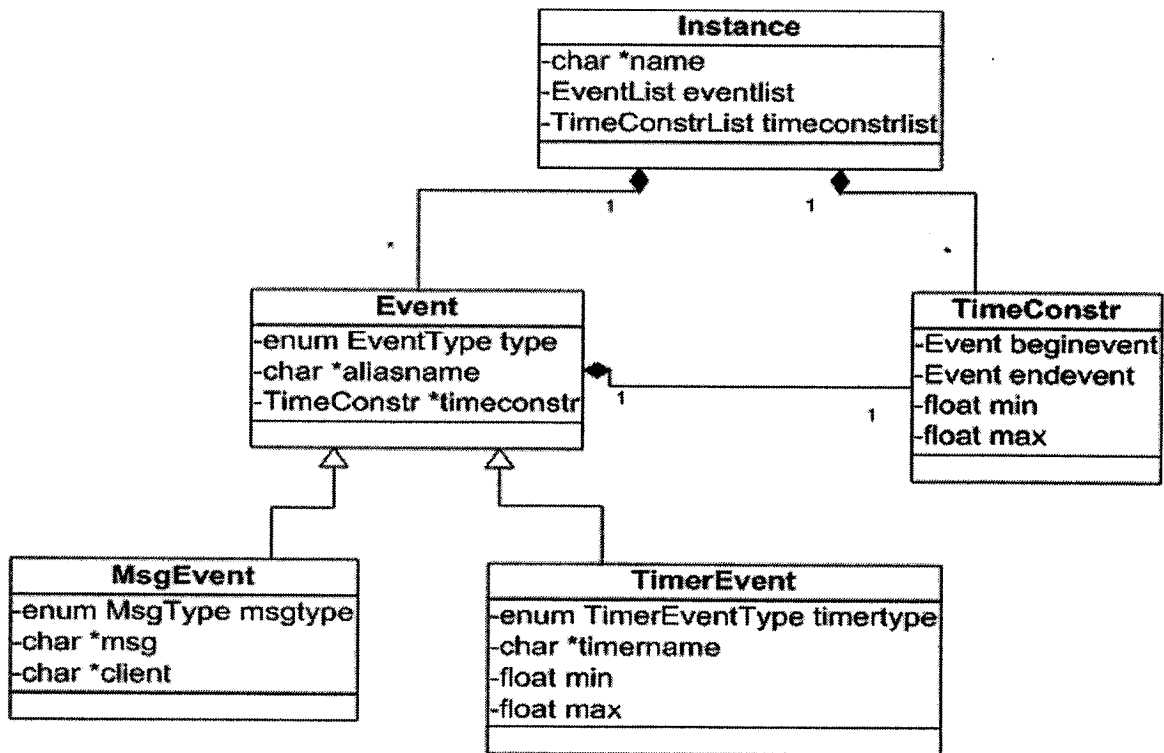 Instance
-char *name
-EventList eventlist
-TimeConstrList timeconstrlist
1
1
*
*
Event
-enum EventType type
-char *aliasname
-TimeConstr *timeconstr
TimeConstr
-Event beginevent
-Event endevent
-float min
-float max
1
1
MsgEvent
-enum MsgType msgtype
-char *msg
-char *client
TimerEvent
-enum TimerEventType timertype
-char *timername
-float min
-float max